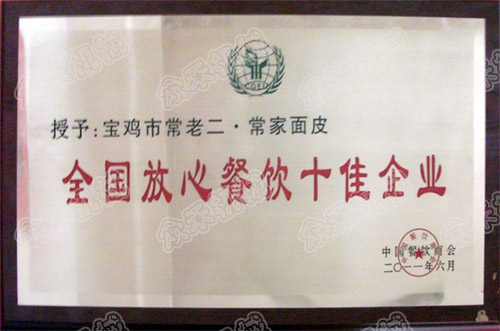 授予:宝鸡市常老二·常家面皮
全国放心餐饮十佳企业
中国餐饮商会
二〇一一年六月